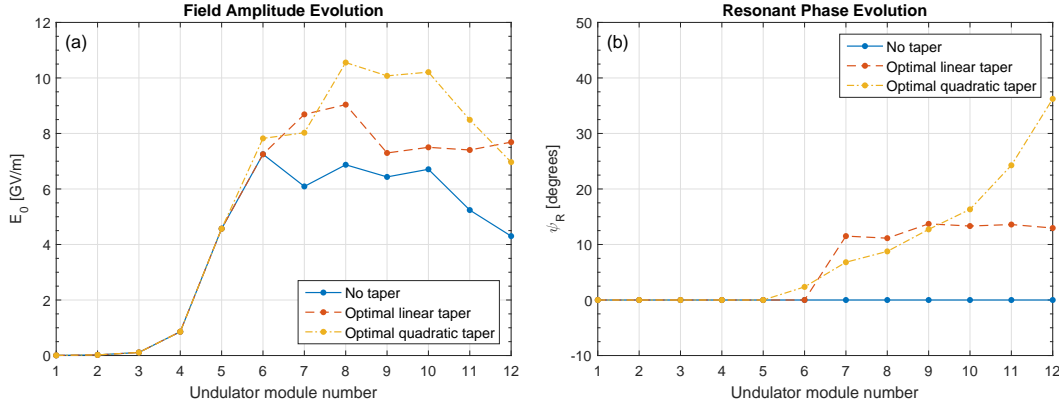 Field Amplitude Evolution
(a)
12
10
8
6
4
2
0
E0 [GV/m]
No taper
Optimal linear taper
Optimal quadratic taper
1 2 3 4 5 6 7 8 9 10 11 12
Undulator module number
Resonant Phase Evolution
(b)
50
40
30
20
10
0
-10
ψR [degrees]
No taper
Optimal linear taper
Optimal quadratic taper
1 2 3 4 5 6 7 8 9 10 11 12
Undulator module number